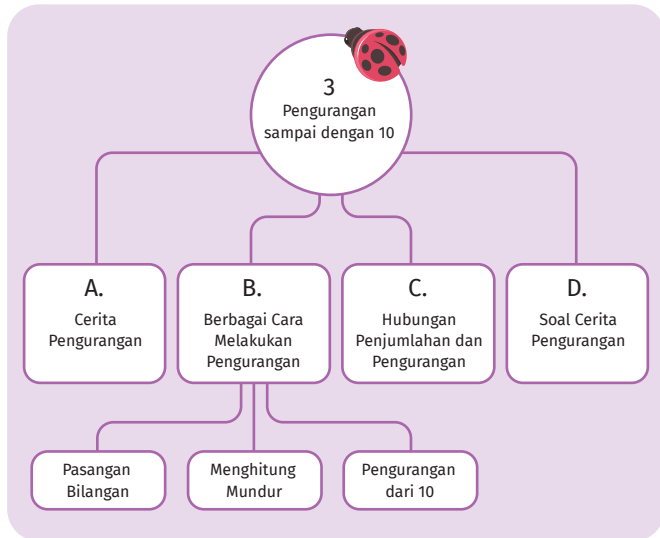 3
Pengurangan
sampai dengan 10
A.
Cerita
Pengurangan
B.
Berbagai Cara
Melakukan
Pengurangan
C.
Hubungan
Penjumlahan dan
Pengurangan
D.
Soal Cerita
Pengurangan
Pasangan
Bilangan
Menghitung
Mundur
Pengurangan
dari 10